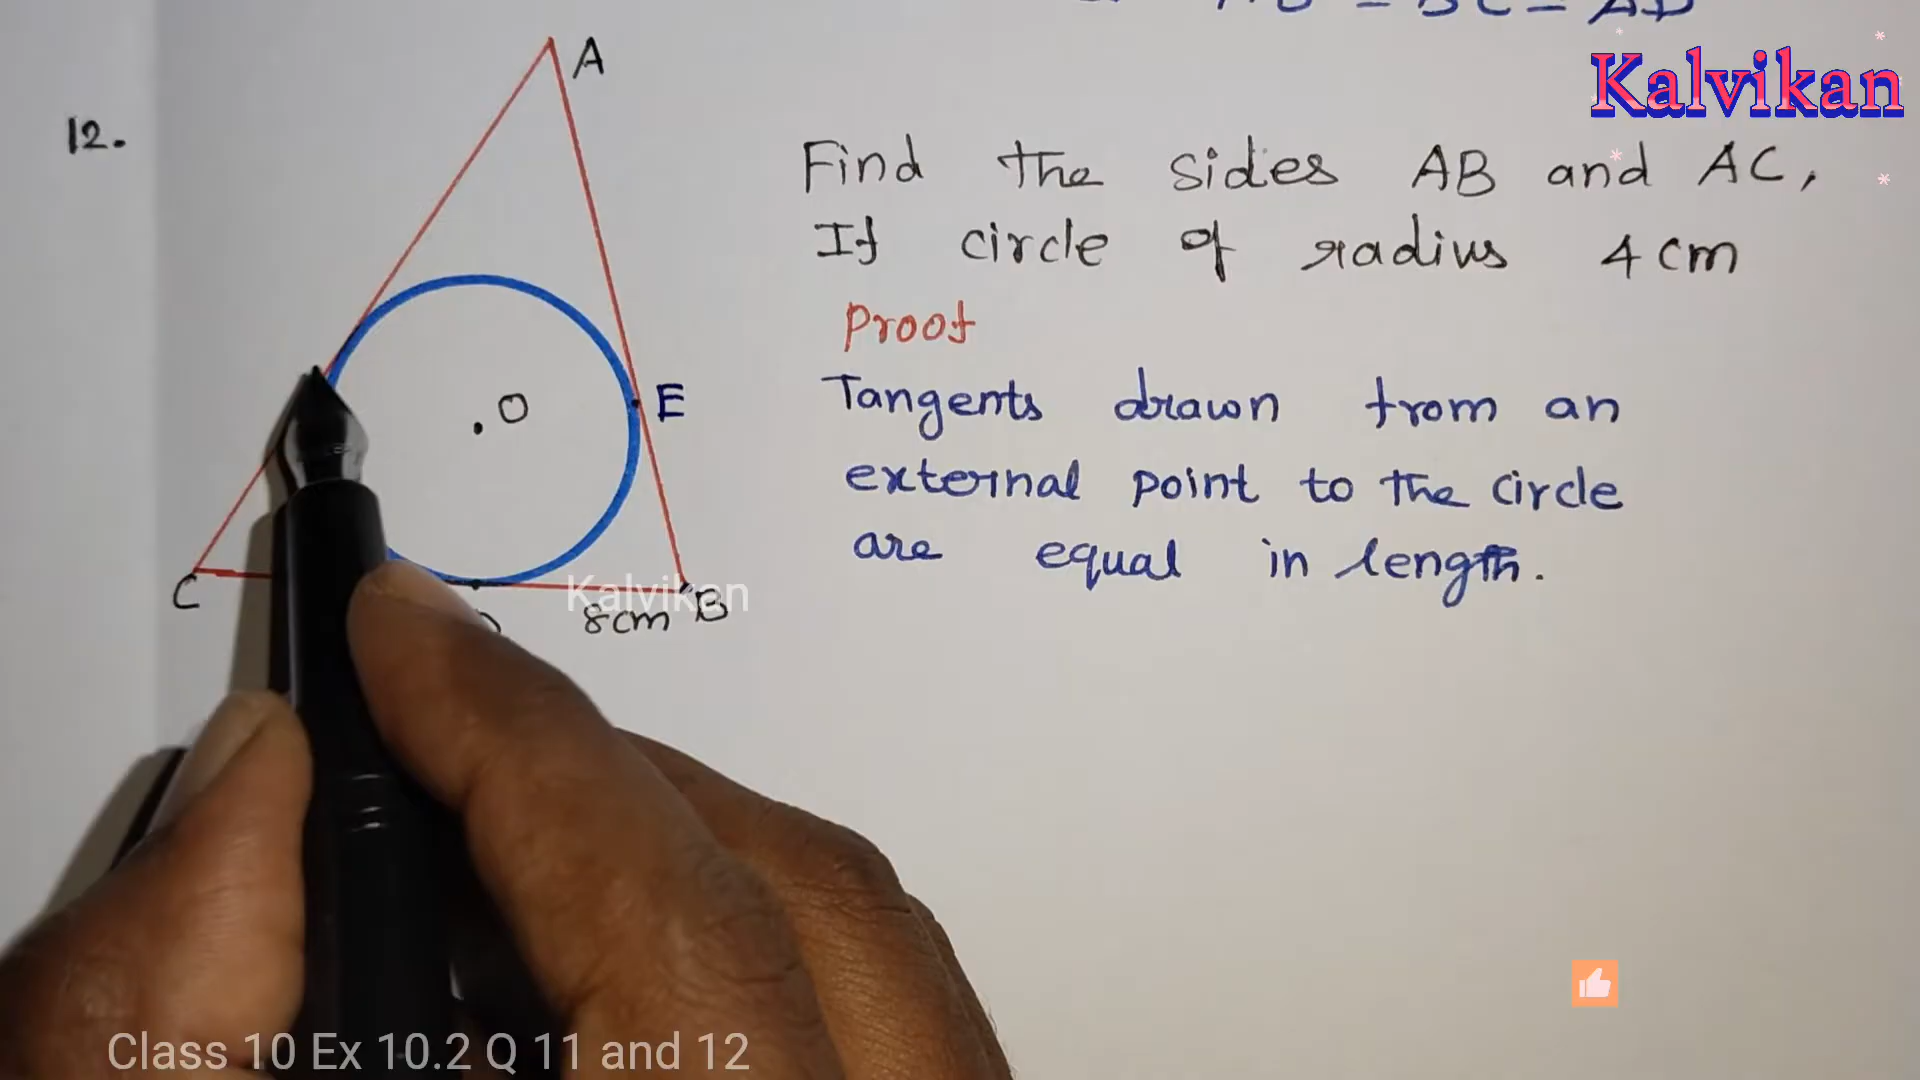 Kalvikan
12.
A
Find the sides AB and AC,
If circle of radius 4 cm
Proof
Tangents drawn from an
external point to the circle
are equal in length.
O
E
C
Kalvikan
8cm
B
Class 10 Ex 10.2 Q 11 and 12